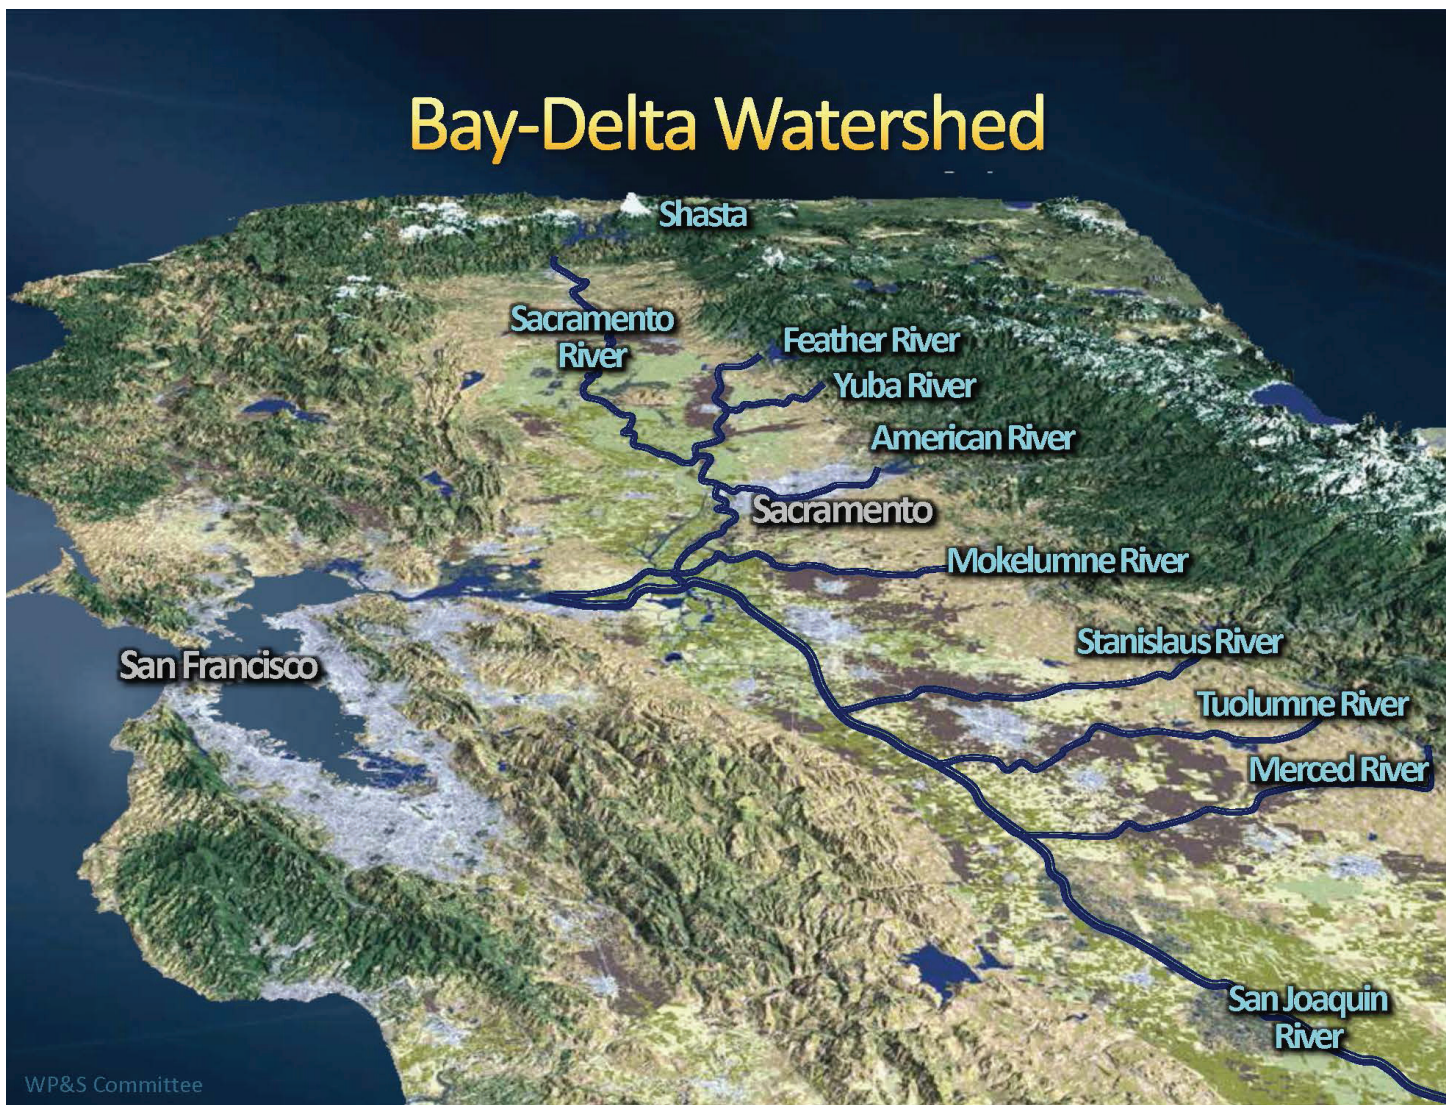 Bay-Delta Watershed
Shasta
Sacramento
River
Feather River
Yuba River
American River
Sacramento
Mokelumne River
Stanislaus River
San Francisco
Tuolumne River
Merced River
San Joaquin
River
WP&S Committee